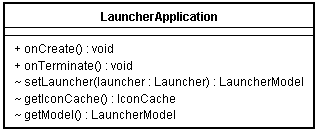 LauncherApplication
+ onCreate() : void
+ onTerminate() : void
~ setLauncher(launcher : Launcher) : LauncherModel
~ getIconCache() : IconCache
~ getModel() : LauncherModel